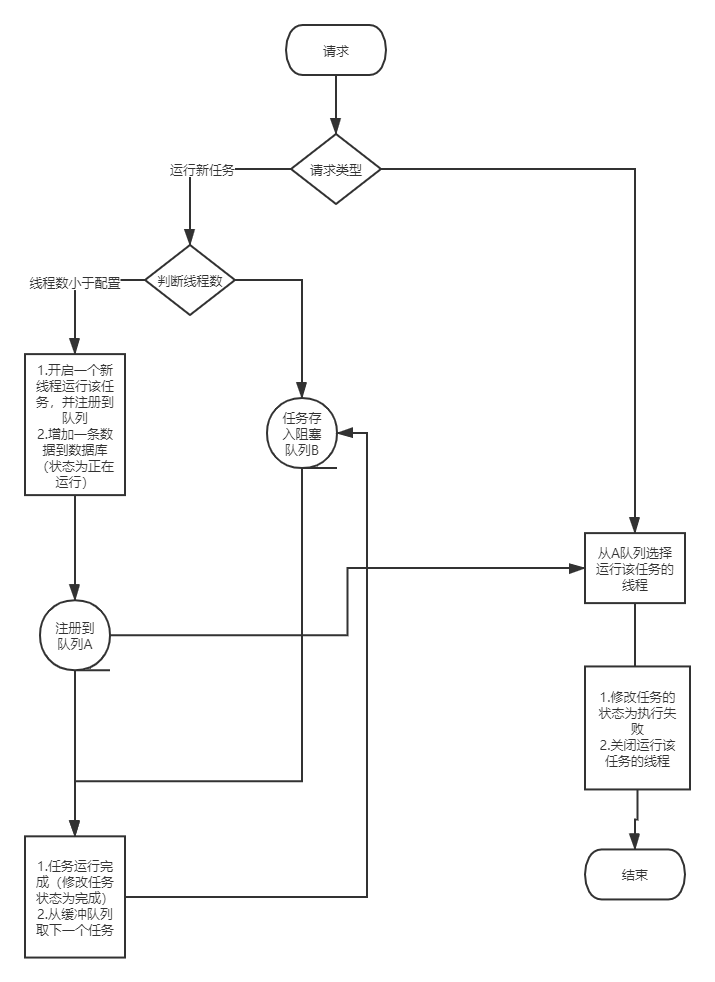 请求
请求类型
运行新任务
判断线程数
线程数小于配置
1.开启一个新
线程运行该任
务，并注册到
队列
2.增加一条数
据到数据库
（状态为正在
运行）
任务存
入阻塞
队列B
从A队列选择
运行该任务的
线程
注册到
队列A
1.修改任务的
状态为执行失
败
2.关闭运行该
任务的线程
1.任务运行完
成（修改任务
状态为完成）
2.从缓冲队列
取下一个任务
结束